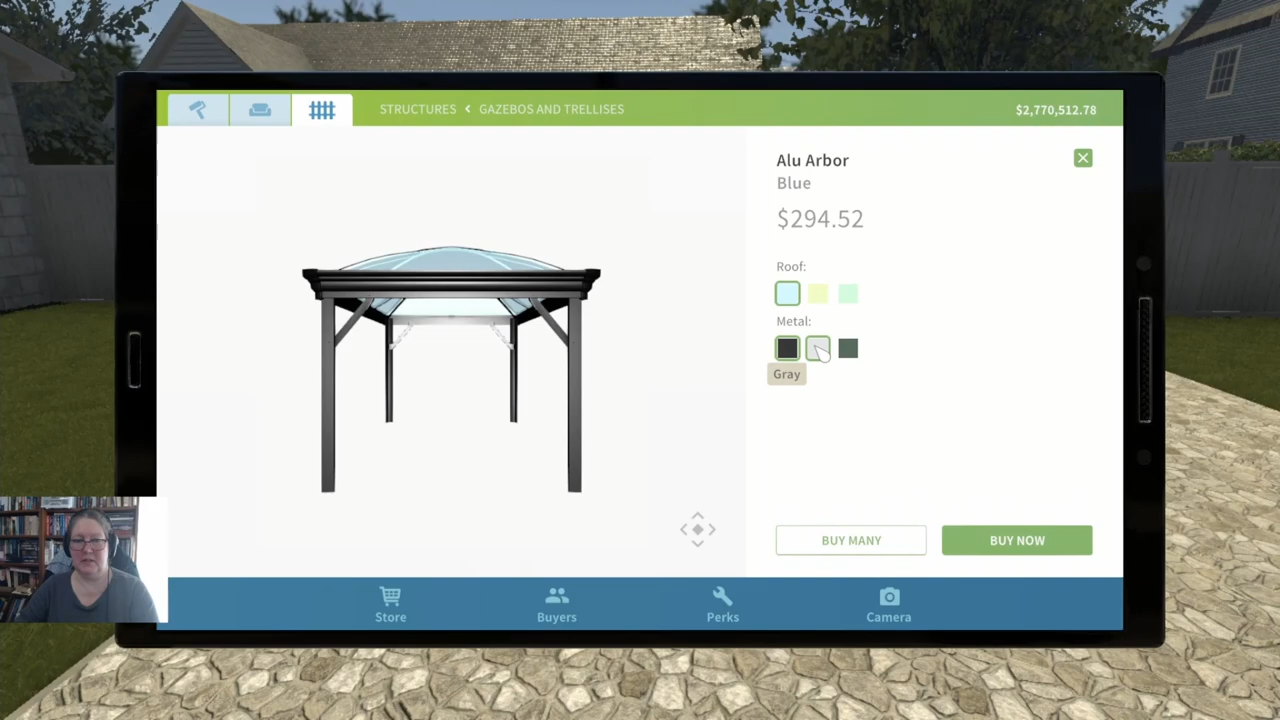 STRUCTURES < GAZEBOS AND TRELLISES
$2,770,512.78
Alu Arbor
Blue
$294.52
Roof:
Metal:
Gray
BUY MANY
BUY NOW
Store
Buyers
Perks
Camera